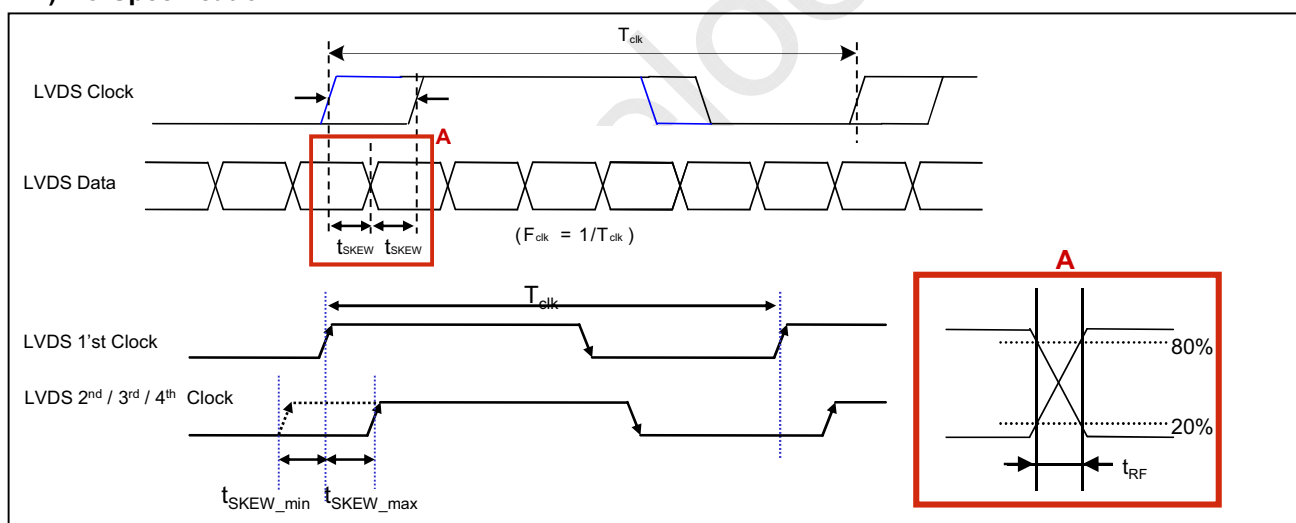 Tclk
LVDS Clock
A
LVDS Data
tSKEW tSKEW
(Fclk = 1/Tclk )
A
Tclk
LVDS 1'st Clock
80%
LVDS 2nd / 3rd / 4th Clock
20%
tRF
tSKEW_min tSKEW_max